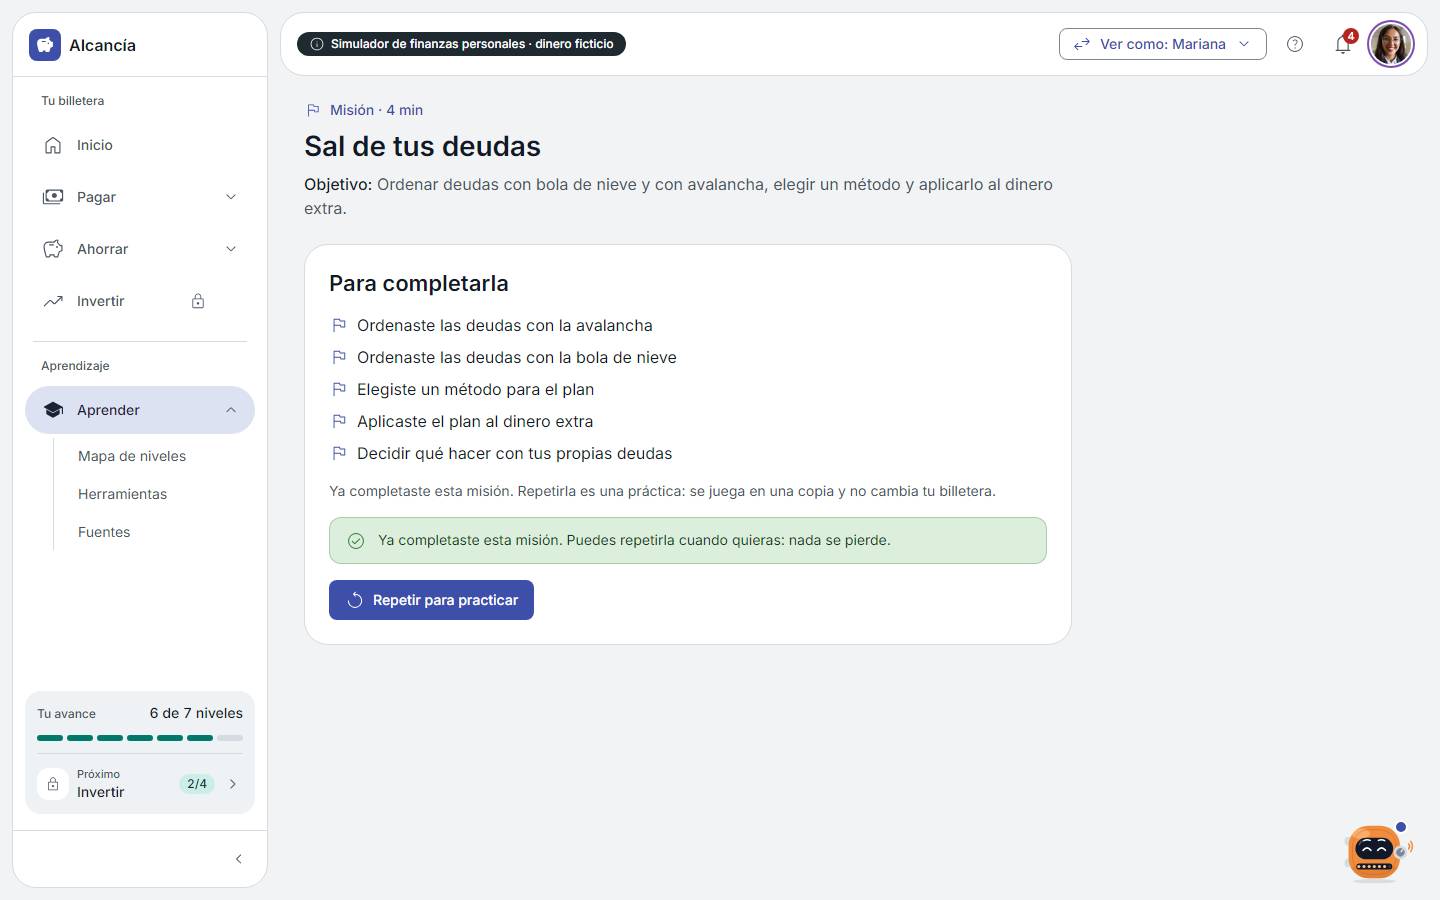 Alcancía
Tu billetera
Inicio
Pagar
Ahorrar
Invertir
Aprendizaje
Aprender
Mapa de niveles
Herramientas
Fuentes
Tu avance
6 de 7 niveles
Próximo
Invertir
2/4
Simulador de finanzas personales · dinero ficticio
Ver como: Mariana
4
Misión · 4 min
Sal de tus deudas
Objetivo: Ordenar deudas con bola de nieve y con avalancha, elegir un método y aplicarlo al dinero
extra.
Para completarla
Ordenaste las deudas con la avalancha
Ordenaste las deudas con la bola de nieve
Elegiste un método para el plan
Aplicaste el plan al dinero extra
Decidir qué hacer con tus propias deudas
Ya completaste esta misión. Repetirla es una práctica: se juega en una copia y no cambia tu billetera.
Ya completaste esta misión. Puedes repetirla cuando quieras: nada se pierde.
Repetir para practicar